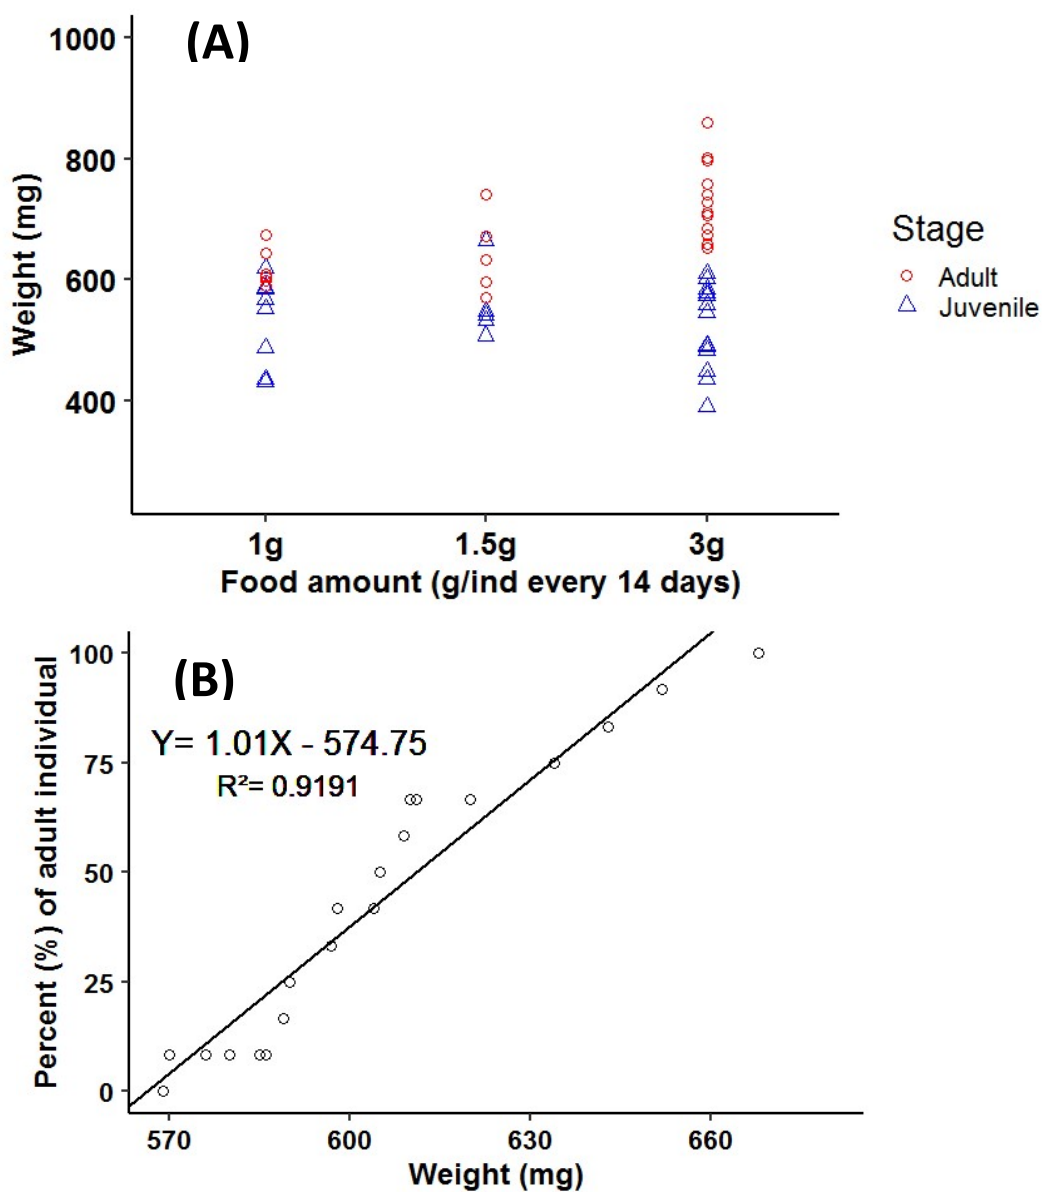 (A)
1000
800
600
400
Weight (mg)
1g 1.5g 3g
Food amount (g/ind every 14 days)
Stage
Adult
Juvenile
(B)
100
75
50
25
0
Percent (%) of adult individual
Y= 1.01X - 574.75
R²= 0.9191
570 600 630 660
Weight (mg)